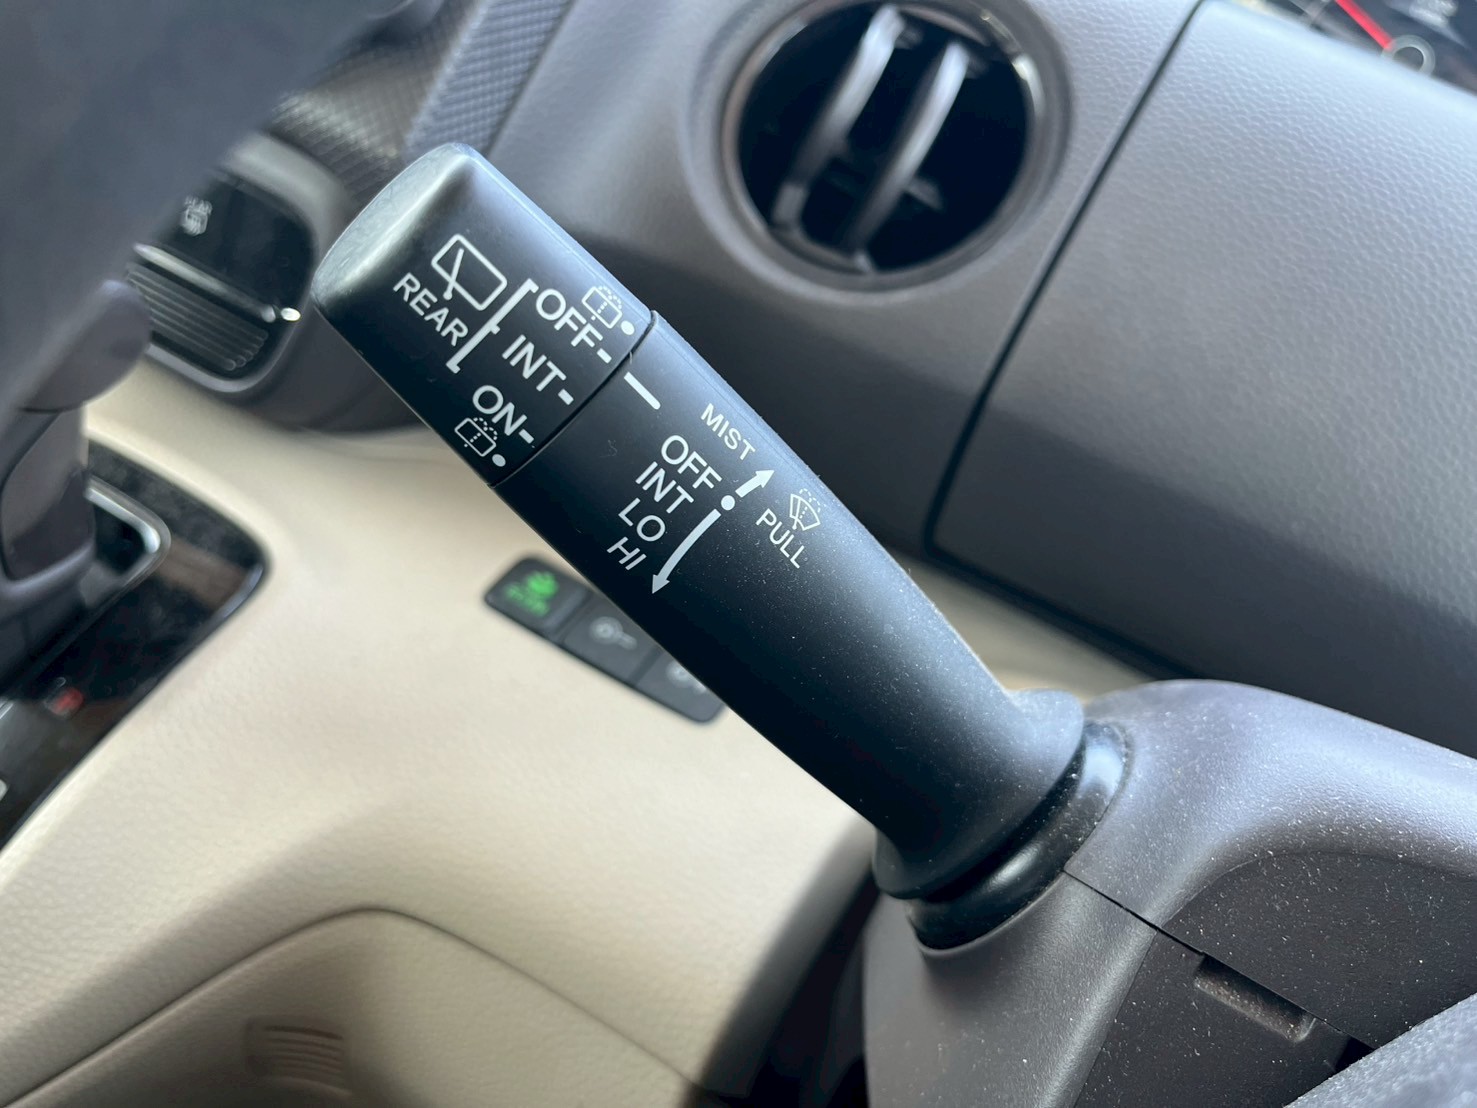 REAR
OFF
INT
ON
MIST
OFF
INT
LO
HI
PULL